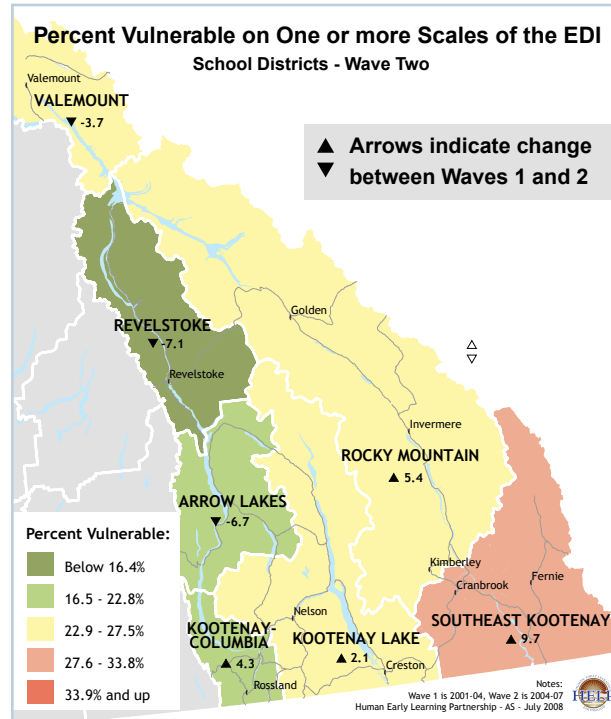 Percent Vulnerable on One or more Scales of the EDI
School Districts - Wave Two
Valemount
VALEMOUNT
▼ -3.7
▲ Arrows indicate change
▼ between Waves 1 and 2
Golden
REVELSTOKE
▼ -7.1
Revelstoke
Invermere
ROCKY MOUNTAIN
▲ 5.4
ARROW LAKES
▼ -6.7
Percent Vulnerable:
Below 16.4%
16.5 - 22.8%
22.9 - 27.5%
27.6 - 33.8%
33.9% and up
Kimberley
Cranbrook
Fernie
Nelson
SOUTHEAST KOOTENAY
▲ 9.7
KOOTENAY-
COLUMBIA
▲ 4.3
KOOTENAY LAKE
▲ 2.1
Creston
Rossland
Notes:
Wave 1 is 2001-04, Wave 2 is 2004-07
Human Early Learning Partnership - AS - July 2008
HELP